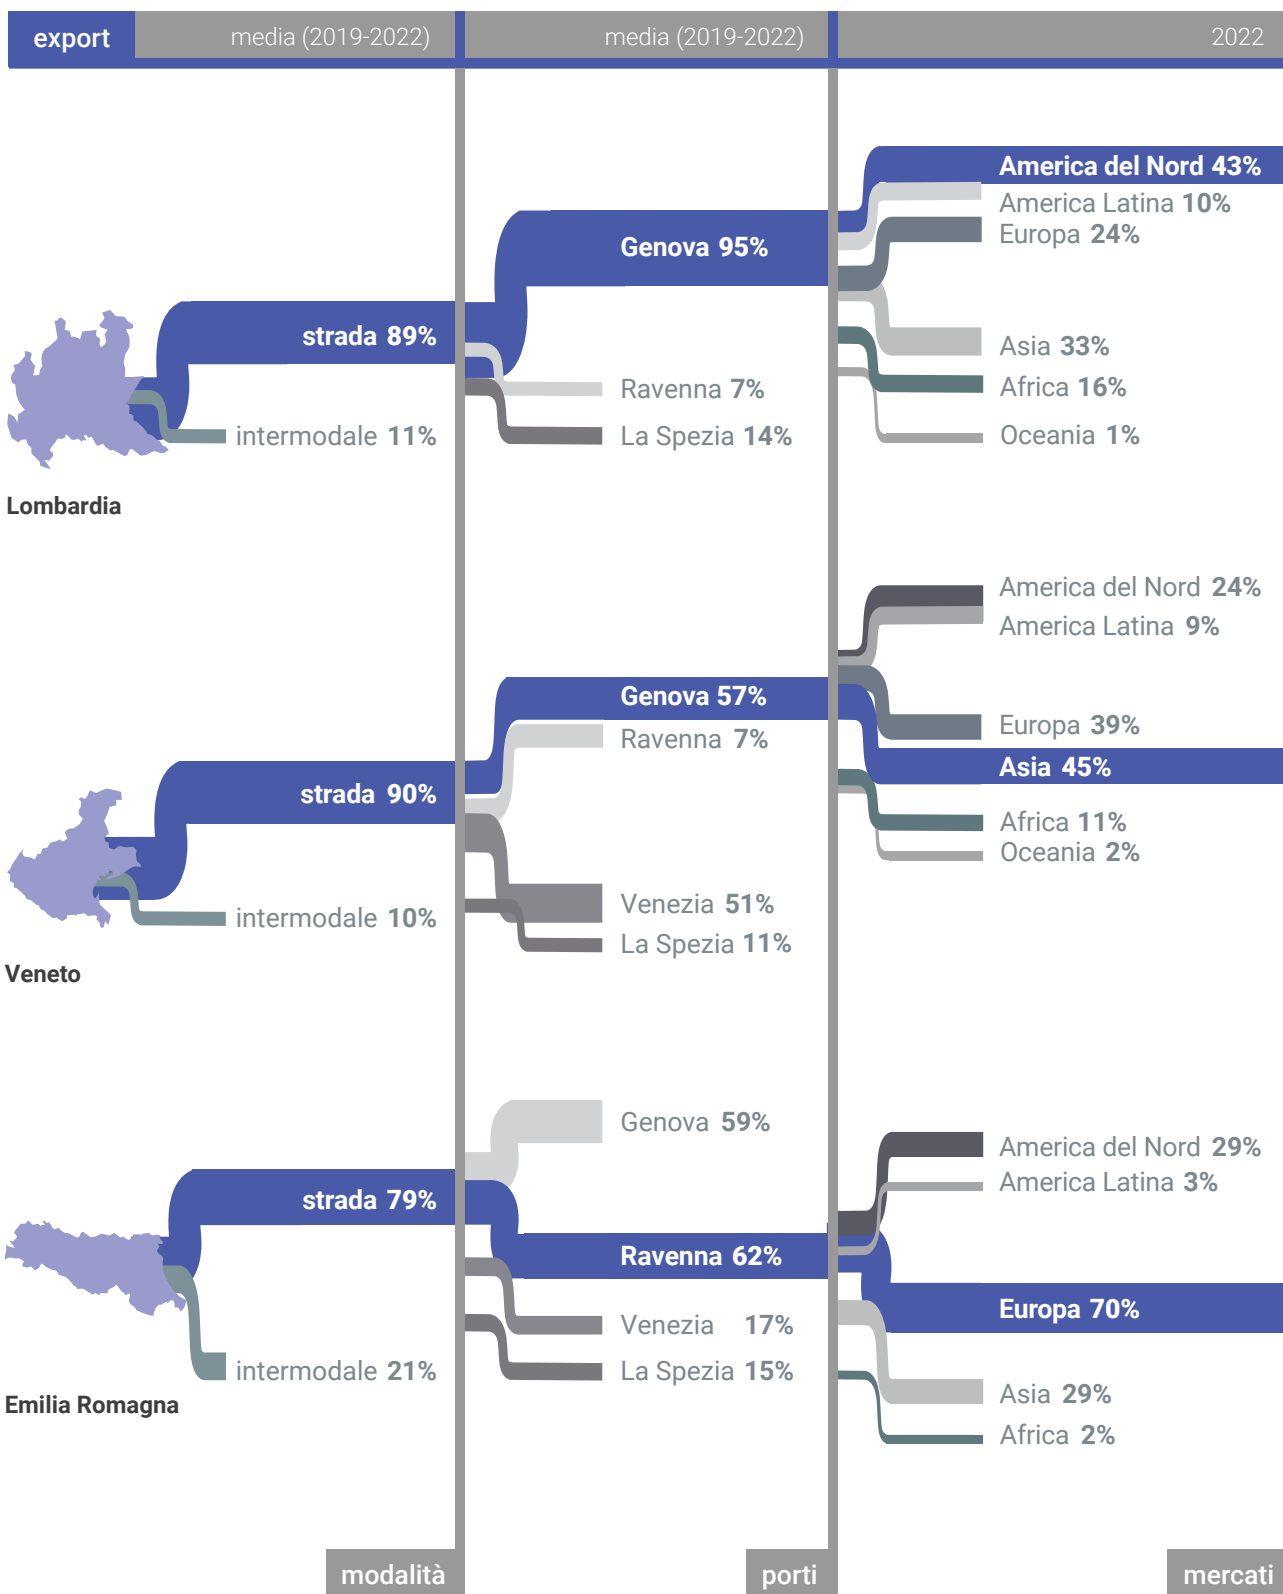 export
media (2019-2022)
media (2019-2022)
2022
America del Nord 43%
America Latina 10%
Europa 24%
Genova 95%
strada 89%
Asia 33%
Africa 16%
Ravenna 7%
intermodale 11%
La Spezia 14%
Oceania 1%
Lombardia
America del Nord 24%
America Latina 9%
Genova 57%
Europa 39%
Ravenna 7%
Asia 45%
strada 90%
Africa 11%
Oceania 2%
Venezia 51%
intermodale 10%
La Spezia 11%
Veneto
Genova 59%
America del Nord 29%
America Latina 3%
strada 79%
Ravenna 62%
Europa 70%
Venezia 17%
intermodale 21%
La Spezia 15%
Asia 29%
Emilia Romagna
Africa 2%
modalità
porti
mercati